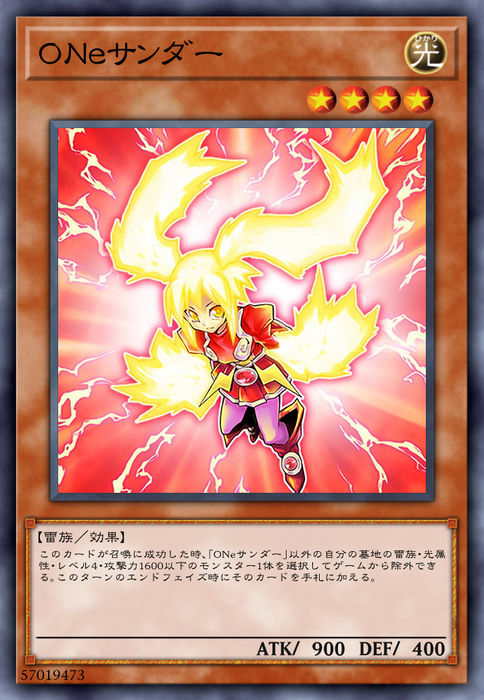 ONeサンダー
ひかり
光
【雷族／効果】
このカードが召喚に成功した時、「ONeサンダー」以外の自分の墓地の雷族・光属
性・レベル4・攻撃力1600以下のモンスター1体を選択してゲームから除外でき
る。このターンのエンドフェイズ時にそのカードを手札に加える。
ATK/ 900 DEF/ 400
57019473